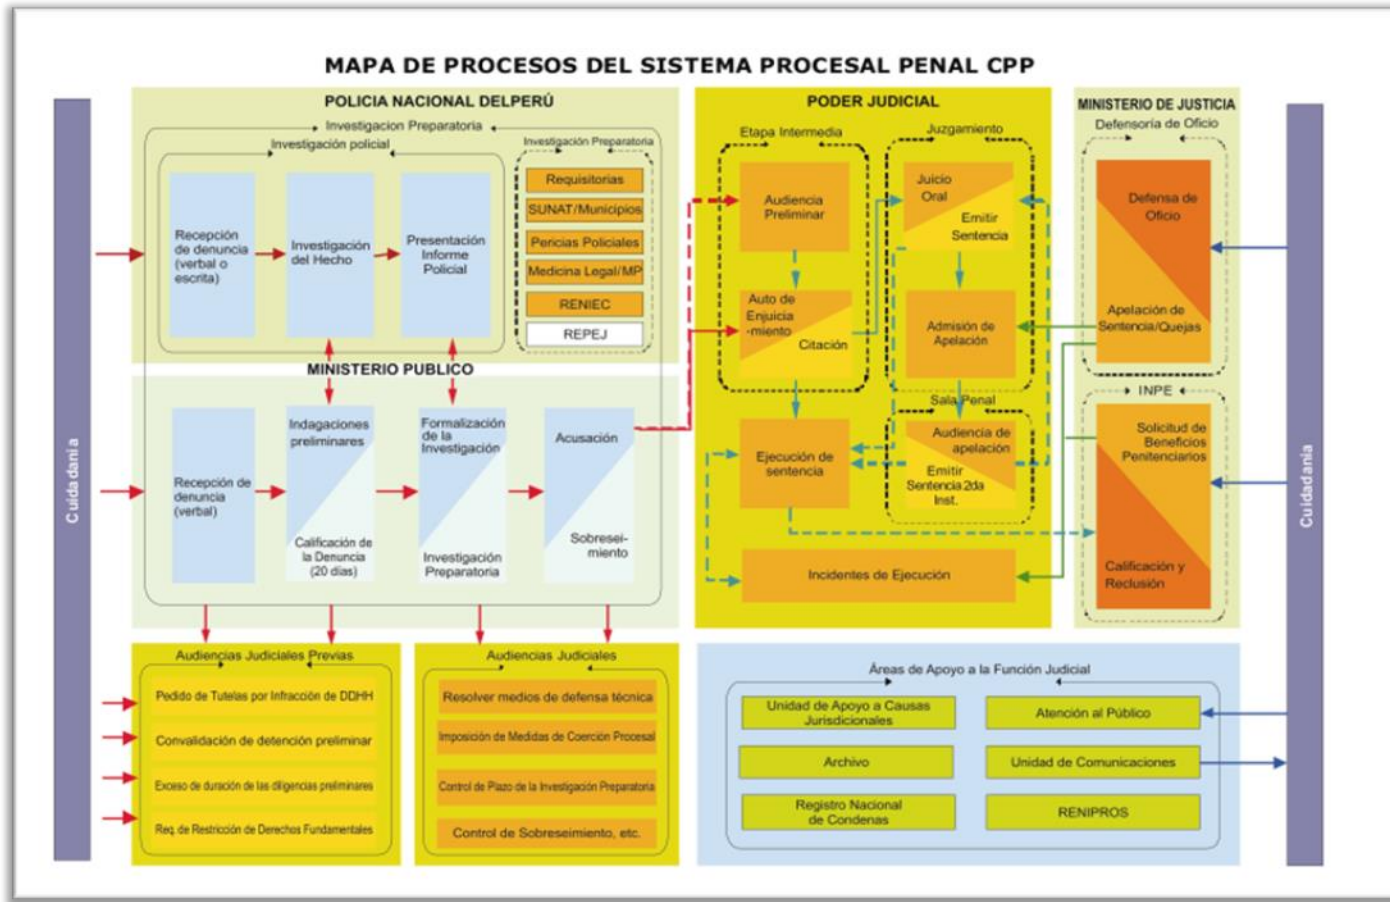 MAPA DE PROCESOS DEL SISTEMA PROCESAL PENAL CPP
Cuidadania
POLICIA NACIONAL DELPERÚ
Investigacion Preparatoria
Investigación policial
Recepción
de denuncia
(verbal o
escrita)
Investigación
del Hecho
Presentación
Informe
Policial
Investigación Preparatoria
Requisitorias
SUNAT/Municipios
Pericias Policiales
Medicina Legal/MP
RENIEC
REPEJ
MINISTERIO PUBLICO
Recepción de
denuncia
(verbal)
Indagaciones
preliminares
Calificación de
la Denuncia
(20 días)
Formalización
de la
Investigación
Investigación
Preparatoria
Acusación
Sobresei-
miento
PODER JUDICIAL
Etapa Intermedia
Audiencia
Preliminar
Auto de
Enjuicia
-miento
Citación
Ejecución de
sentencia
Juzgamiento
Juicio
Oral
Emitir
Sentencia
Admisión de
Apelación
Sala Penal
Audiencia de
apelación
Emitir
Sentencia 2da
Inst.
Incidentes de Ejecución
MINISTERIO DE JUSTICIA
Defensoría de Oficio
Defensa de
Oficio
Apelación de
Sentencia/Quejas
INPE
Solicitud de
Beneficios
Penitenciarios
Calificación y
Reclusión
Cuidadania
Audiencias Judiciales Previas
Pedido de Tutelas por Infracción de DDHH
Convalidación de detención preliminar
Exceso de duración de las diligencias preliminares
Req. de Restricción de Derechos Fundamentales
Audiencias Judiciales
Resolver medios de defensa técnica
Imposición de Medidas de Coerción Procesal
Control de Plazo de la Investigación Preparatoria
Control de Sobreseimiento, etc.
Áreas de Apoyo a la Función Judicial
Unidad de Apoyo a Causas
Jurisdicionales
Atención al Público
Archivo
Unidad de Comunicaciones
Registro Nacional
de Condenas
RENIPROS